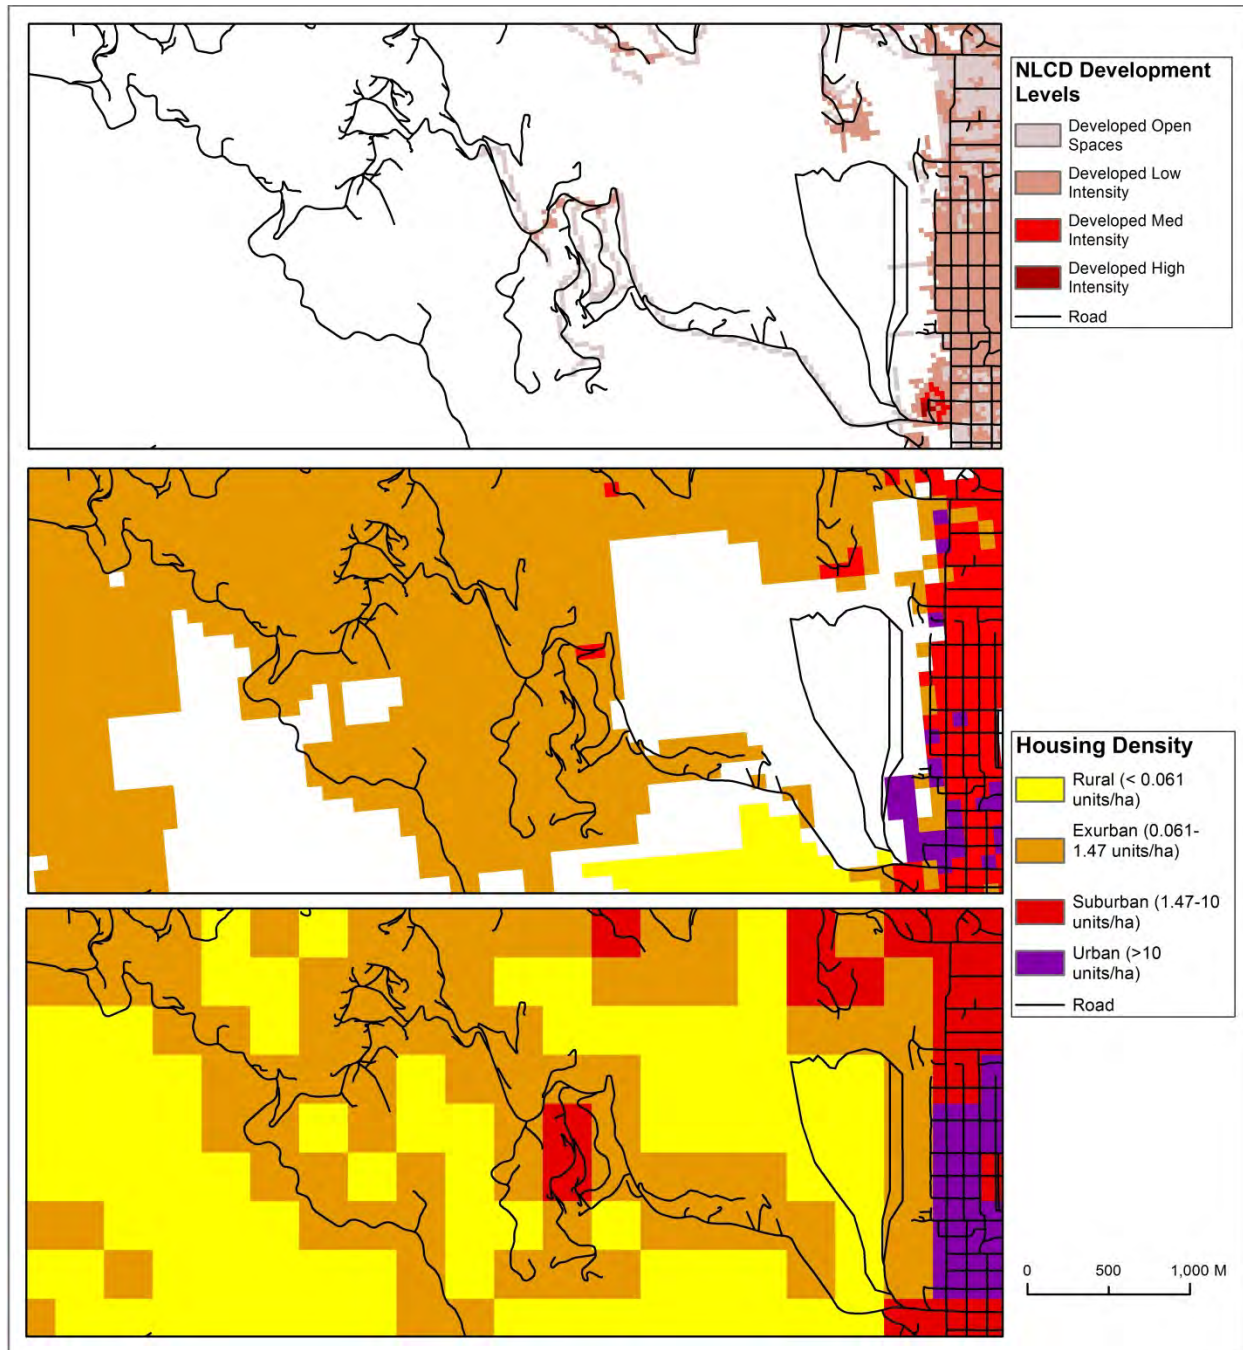 NLCD Development
Levels
Developed Open
Spaces
Developed Low
Intensity
Developed Med
Intensity
Developed High
Intensity
Road
Housing Density
Rural (< 0.061
units/ha)
Exurban (0.061-
1.47 units/ha)
Suburban (1.47-10
units/ha)
Urban (>10
units/ha)
Road
0 500 1,000 M